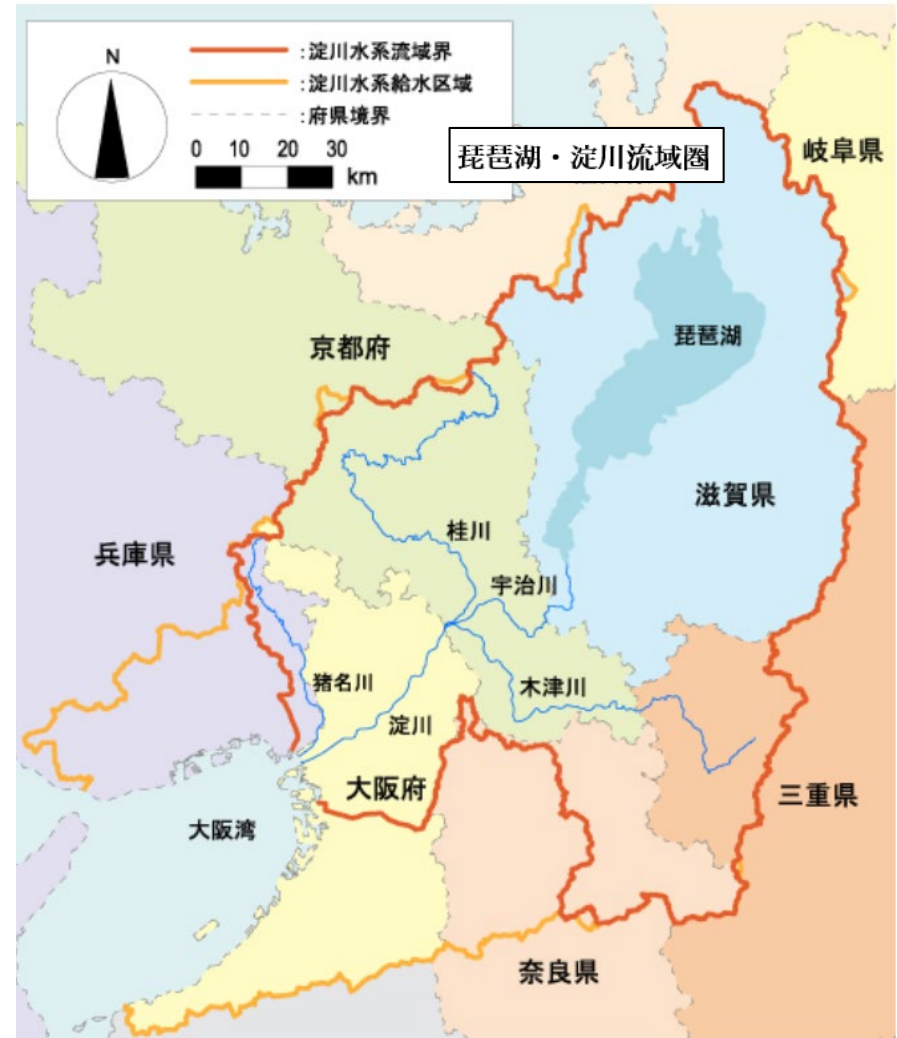 N
:淀川水系流域界
:淀川水系給水区域
:府県境界
0 10 20 30
km
琵琶湖・淀川流域圏
岐阜県
琵琶湖
京都府
滋賀県
桂川
兵庫県
宇治川
猪名川
木津川
淀川
大阪府
三重県
大阪湾
奈良県